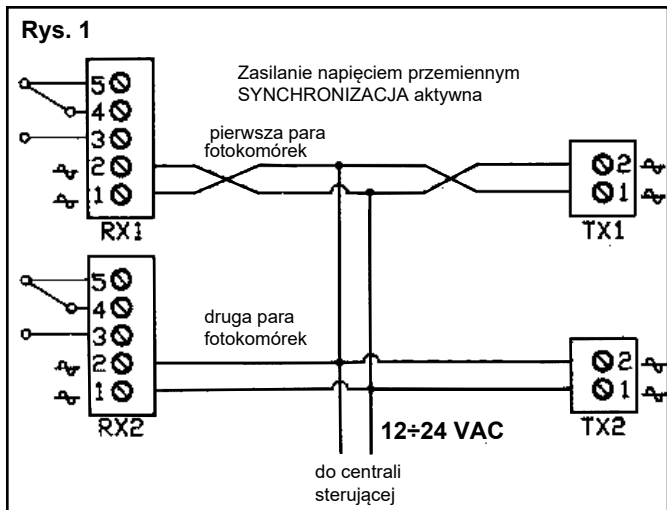 Rys. 1
Zasilanie napięciem przemiennym
SYNCHRONIZACJA aktywna
pierwsza para
fotokomórek
5
4
3
2
1
RX1
2
1
TX1
druga para
fotokomórek
5
4
3
2
1
RX2
2
1
TX2
12÷24 VAC
do centrali
sterującej